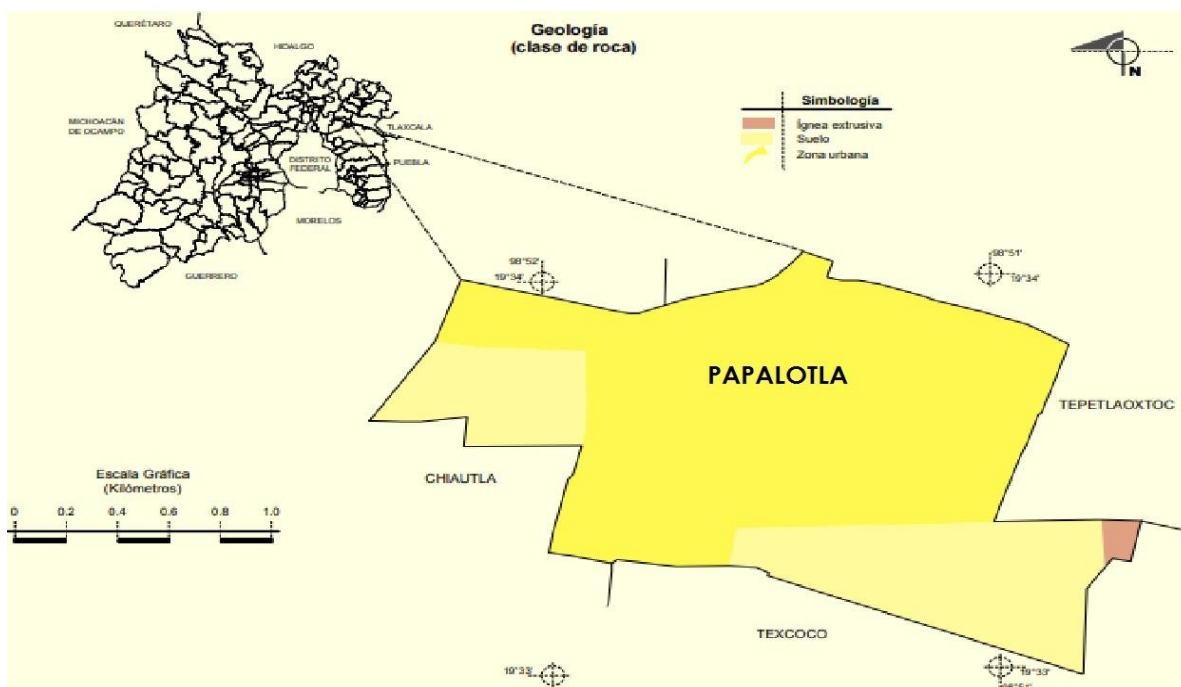 QUERÉTARO
HIDALGO
MICHOACÁN
DE OCAMPO
TLAXCALA
DISTRITO
FEDERAL
PUEBLA
MORELOS
GUERRERO
Geología
(clase de roca)
N
Simbología
Ígnea extrusiva
Suelo
Zona urbana
98°52'
19°34'
98°51'
19°34'
PAPALOTLA
TEPETLAOXTOC
CHIAUTLA
TEXCOCO
Escala Gráfica
(Kilómetros)
0 0.2 0.4 0.6 0.8 1.0
19°33'
19°33'
98°51'